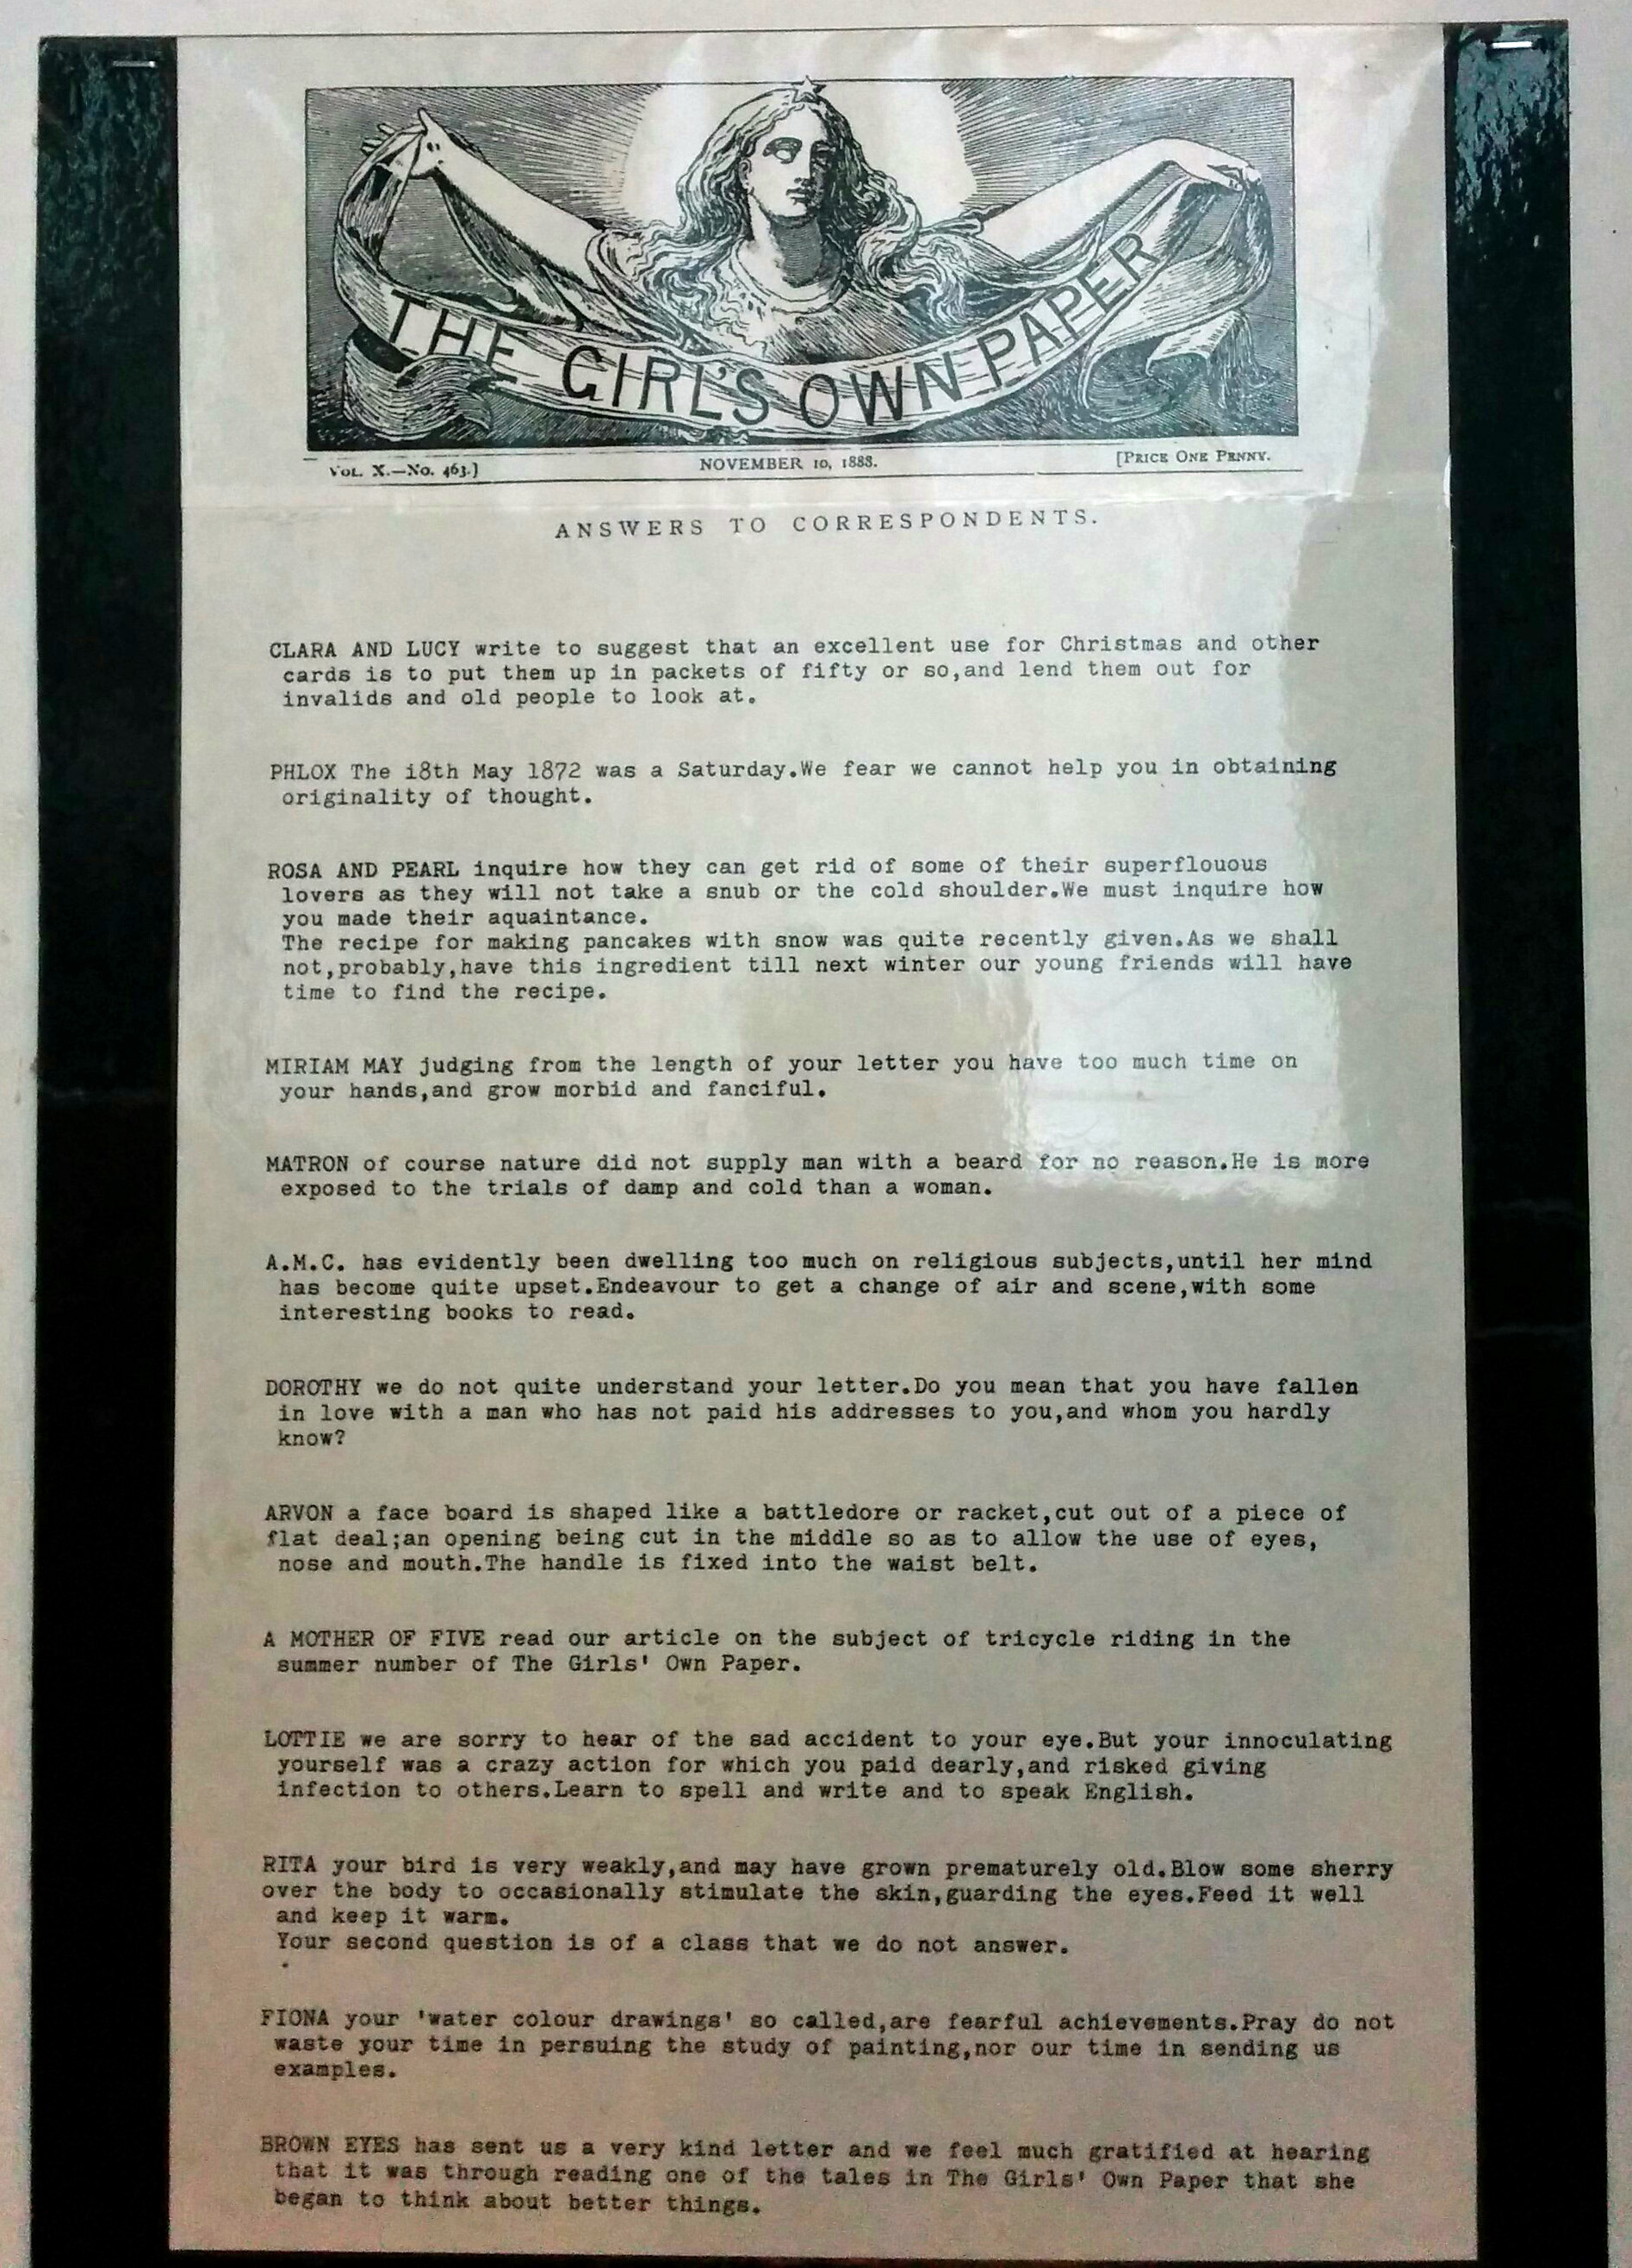 THE GIRL'S OWN PAPER
VOL. X.—No. 463.]
NOVEMBER 10, 1888.
[PRICE ONE PENNY.
ANSWERS TO CORRESPONDENTS.
CLARA AND LUCY write to suggest that an excellent use for Christmas and other
cards is to put them up in packets of fifty or so,and lend them out for
invalids and old people to look at.
PHLOX The i8th May 1872 was a Saturday.We fear we cannot help you in obtaining
originality of thought.
ROSA AND PEARL inquire how they can get rid of some of their superflouous
lovers as they will not take a snub or the cold shoulder.We must inquire how
you made their aquaintance.
The recipe for making pancakes with snow was quite recently given.As we shall
not,probably,have this ingredient till next winter our young friends will have
time to find the recipe.
MIRIAM MAY judging from the length of your letter you have too much time on
your hands,and grow morbid and fanciful.
MATRON of course nature did not supply man with a beard for no reason.He is more
exposed to the trials of damp and cold than a woman.
A.M.C. has evidently been dwelling too much on religious subjects,until her mind
has become quite upset.Endeavour to get a change of air and scene,with some
interesting books to read.
DOROTHY we do not quite understand your letter.Do you mean that you have fallen
in love with a man who has not paid his addresses to you,and whom you hardly
know?
ARVON a face board is shaped like a battledore or racket,cut out of a piece of
flat deal;an opening being cut in the middle so as to allow the use of eyes,
nose and mouth.The handle is fixed into the waist belt.
A MOTHER OF FIVE read our article on the subject of tricycle riding in the
summer number of The Girls' Own Paper.
LOTTIE we are sorry to hear of the sad accident to your eye.But your innoculating
yourself was a crazy action for which you paid dearly,and risked giving
infection to others.Learn to spell and write and to speak English.
RITA your bird is very weakly,and may have grown prematurely old.Blow some sherry
over the body to occasionally stimulate the skin,guarding the eyes.Feed it well
and keep it warm.
Your second question is of a class that we do not answer.
FIONA your 'water colour drawings' so called,are fearful achievements.Pray do not
waste your time in persuing the study of painting,nor our time in sending us
examples.
BROWN EYES has sent us a very kind letter and we feel much gratified at hearing
that it was through reading one of the tales in The Girls' Own Paper that she
began to think about better things.